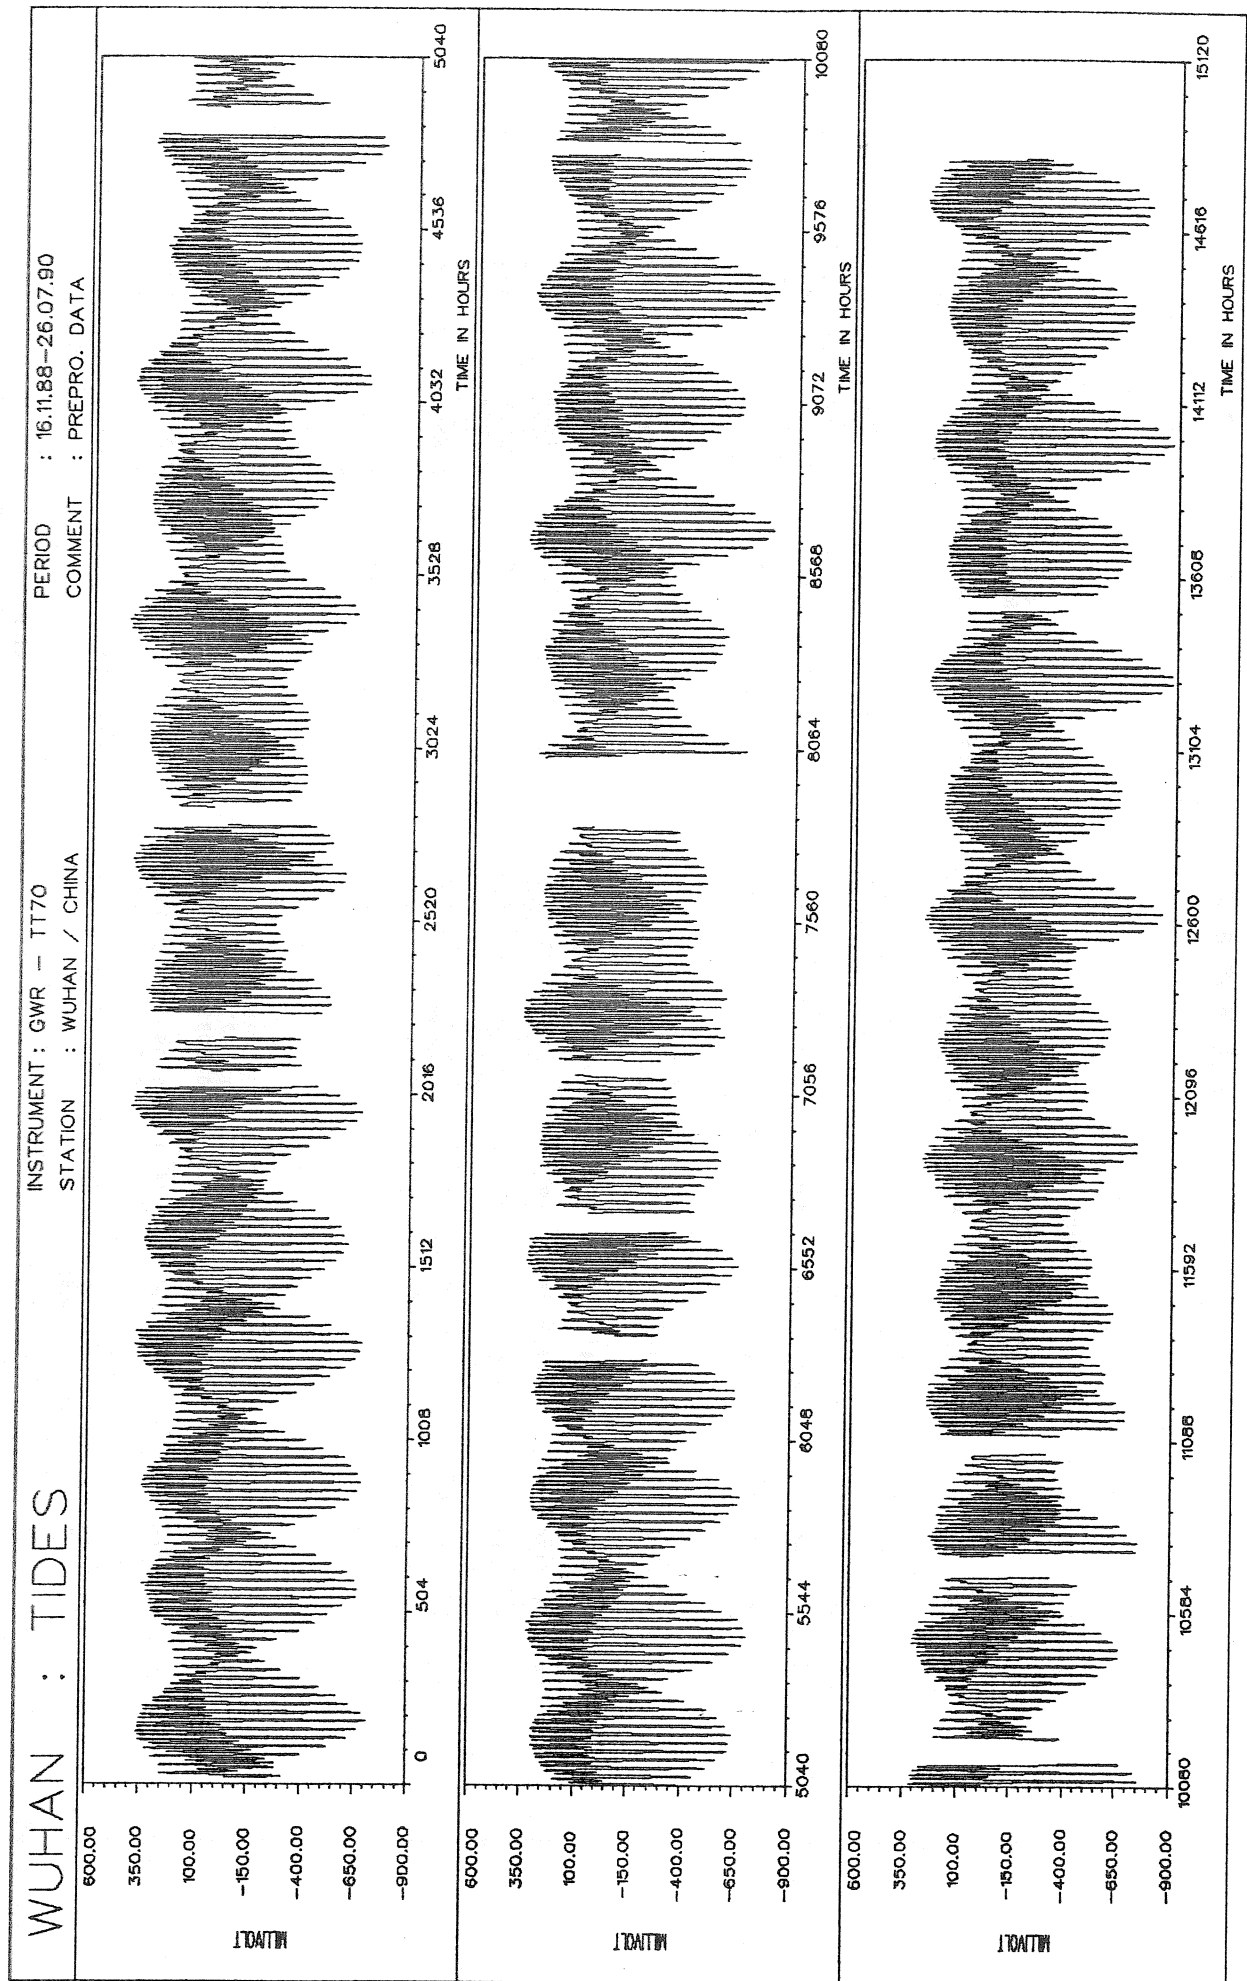 WUHAN : TIDES
INSTRUMENT : GWR – TT70
STATION : WUHAN / CHINA
PERIOD : 16.11.88–26.07.90
COMMENT : PREPRO. DATA
MILLIVOLT
600.00
350.00
100.00
–150.00
–400.00
–650.00
–900.00
0 504 1008 1512 2016 2520 3024 3528 4032 4536 5040
TIME IN HOURS
MILLIVOLT
600.00
350.00
100.00
–150.00
–400.00
–650.00
–900.00
5040 5544 6048 6552 7056 7560 8064 8568 9072 9576 10080
TIME IN HOURS
MILLIVOLT
600.00
350.00
100.00
–150.00
–400.00
–650.00
–900.00
10080 10584 11088 11592 12096 12600 13104 13608 14112 14616 15120
TIME IN HOURS